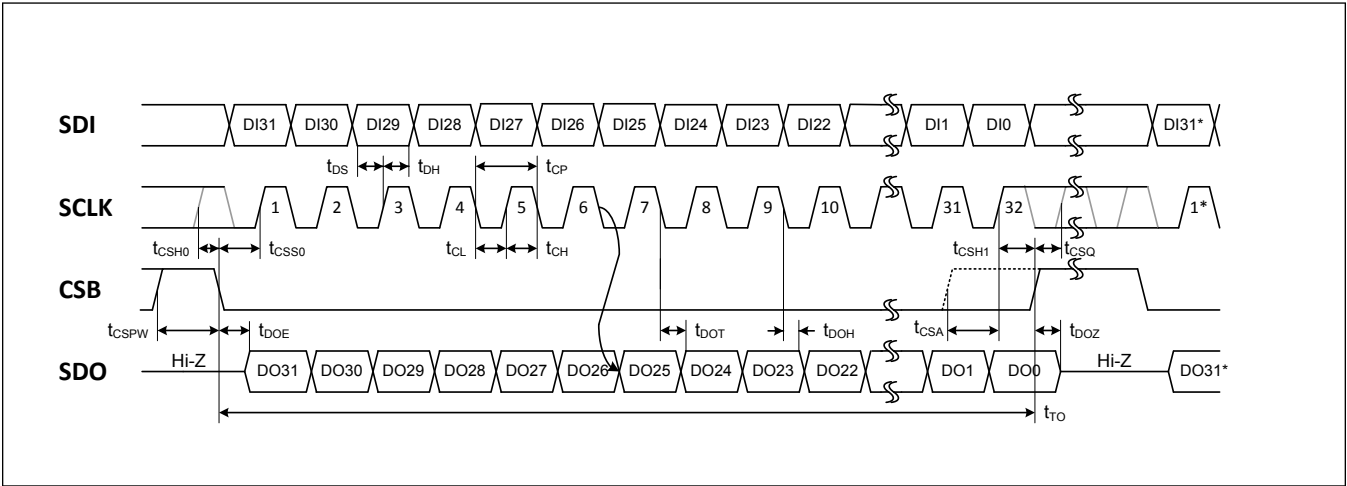 SDI DI31 DI30 DI29 DI28 DI27 DI26 DI25 DI24 DI23 DI22 DI1 DI0 DI31*
tDS tDH tCP
SCLK 1 2 3 4 5 6 7 8 9 10 31 32 1*
tCSH0 tCSS0 tCL tCH tCSH1 tCSQ
CSB
tCSPW tDOE tDOT tDOH tCSA tDOZ
SDO Hi-Z DO31 DO30 DO29 DO28 DO27 DO26 DO25 DO24 DO23 DO22 DO1 DO0 Hi-Z DO31*
tTO